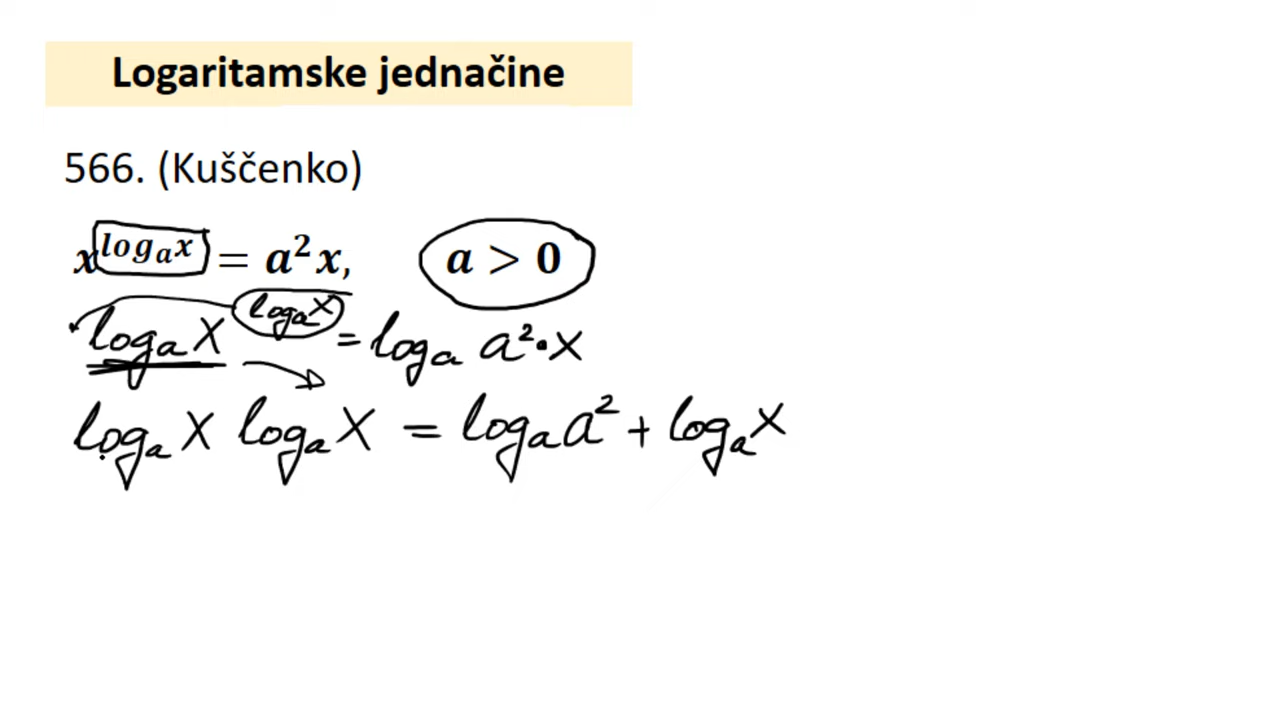 Logaritamske jednačine
566. (Kuščenko)
x^{log_a x} = a²x, a > 0
log_a X^{log_a X} = log_a a²·x
log_a X log_a X = log_a a² + log_a X